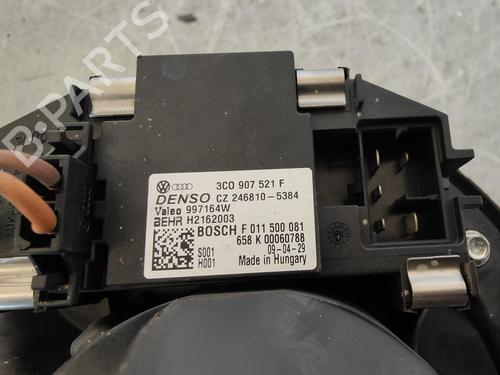 3C0 907 521 F
DENSO CZ 246810-5384
Valeo 997164W
BEHR H2162003
BOSCH F 011 500 081
658 K 00060788
09-04-29
S001
H001
Made in Hungary
B-PARTS